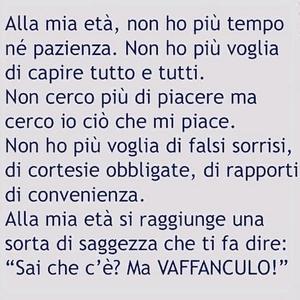 Alla mia età, non ho più tempo
né pazienza. Non ho più voglia
di capire tutto e tutti.
Non cerco più di piacere ma
cerco io ciò che mi piace.
Non ho più voglia di falsi sorrisi,
di cortesie obbligate, di rapporti
di convenienza.
Alla mia età si raggiunge una
sorta di saggezza che ti fa dire:
“Sai che c’è? Ma VAFFANCULO!”